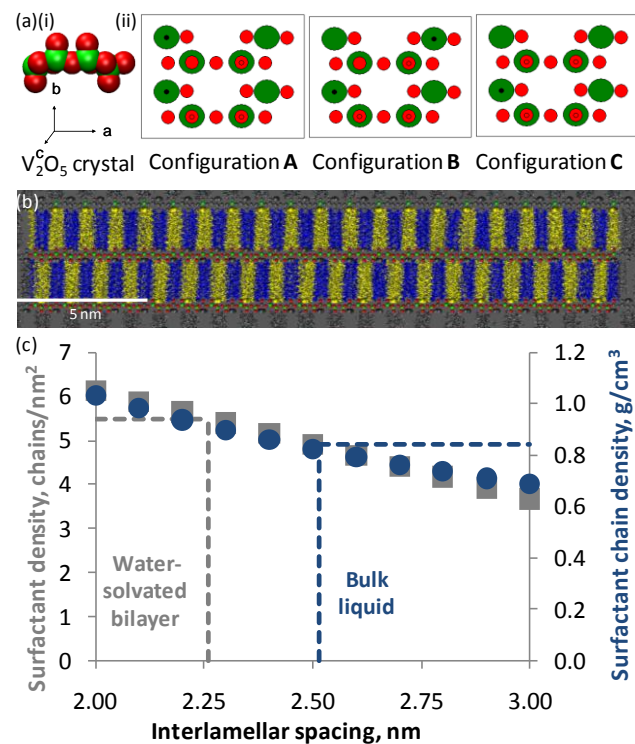 (a)(i)
(ii)
b
a
c
V2O5 crystal
Configuration A
Configuration B
Configuration C
(b)
5 nm
(c)
Surfactant density, chains/nm²
7
6
5
4
3
2
1
0
Water-
solvated
bilayer
Bulk
liquid
1.2
1.0
0.8
0.6
0.4
0.2
0.0
Surfactant chain density, g/cm³
2.00 2.25 2.50 2.75 3.00
Interlamellar spacing, nm